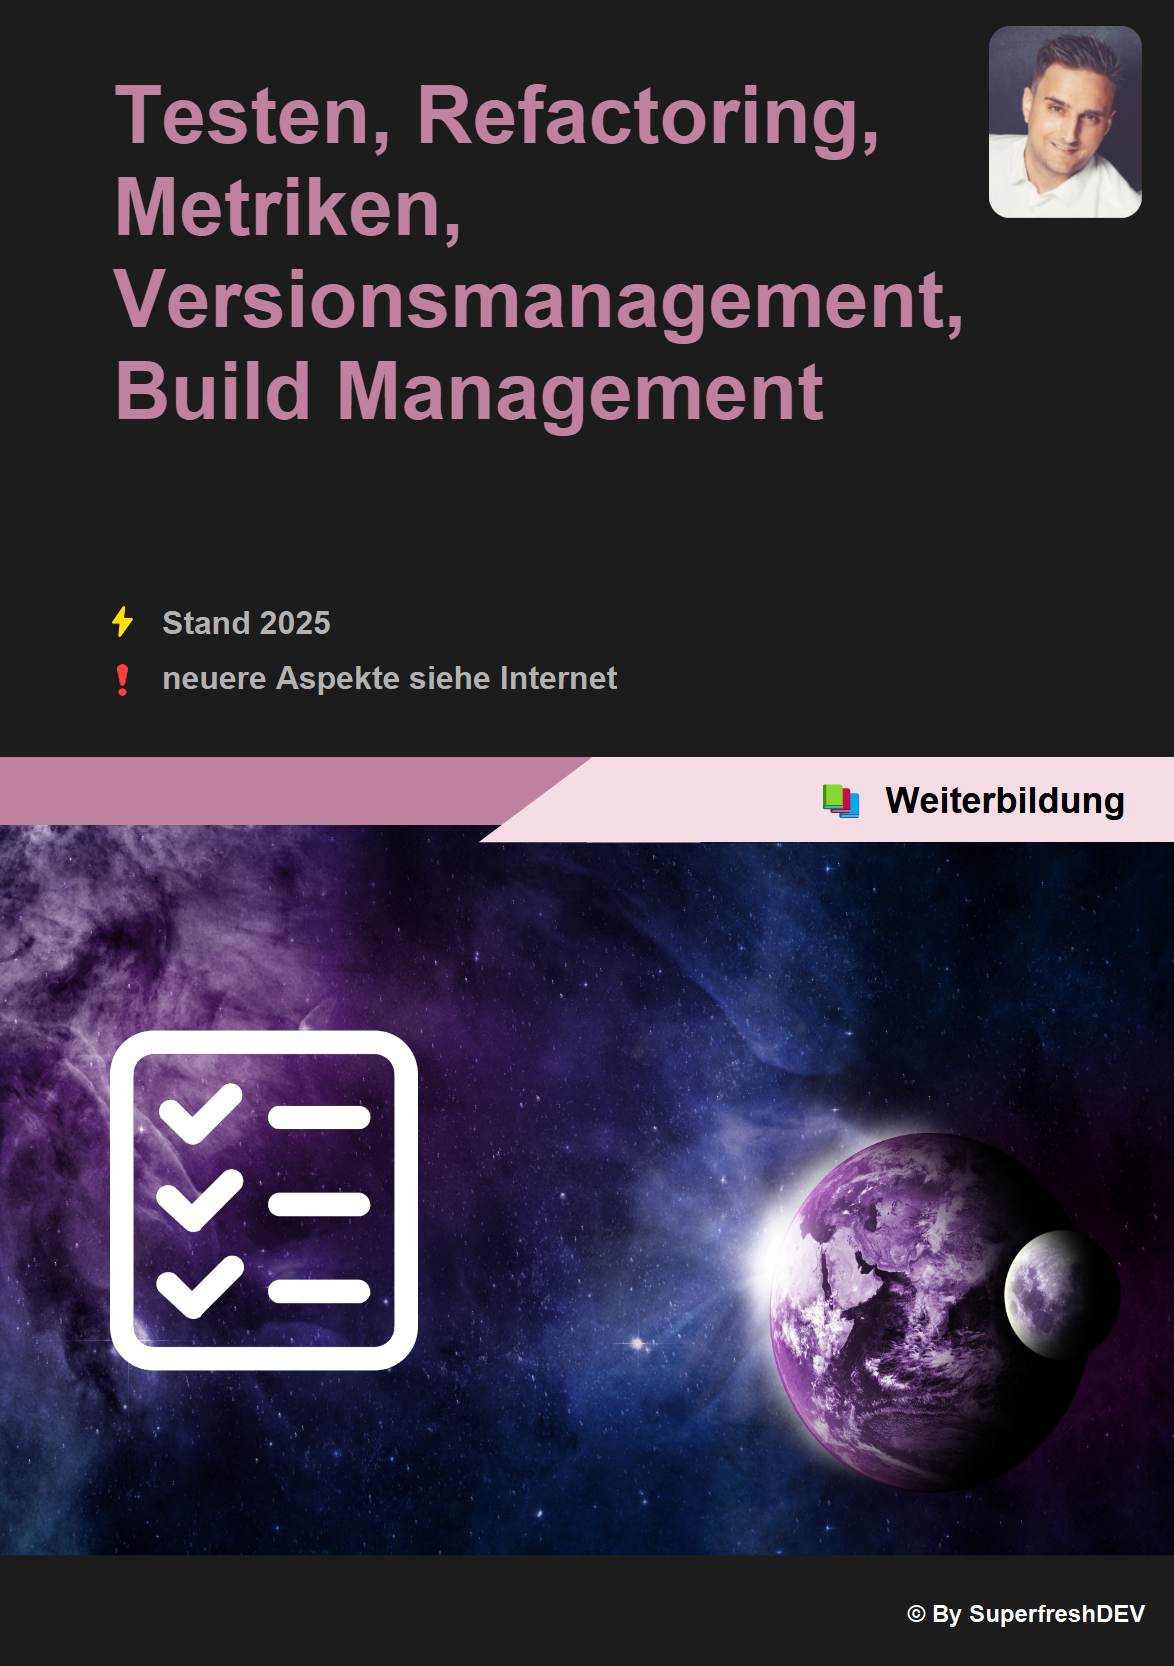 Testen, Refactoring,
Metriken,
Versionsmanagement,
Build Management
Stand 2025
neuere Aspekte siehe Internet
Weiterbildung
© By SuperfreshDEV